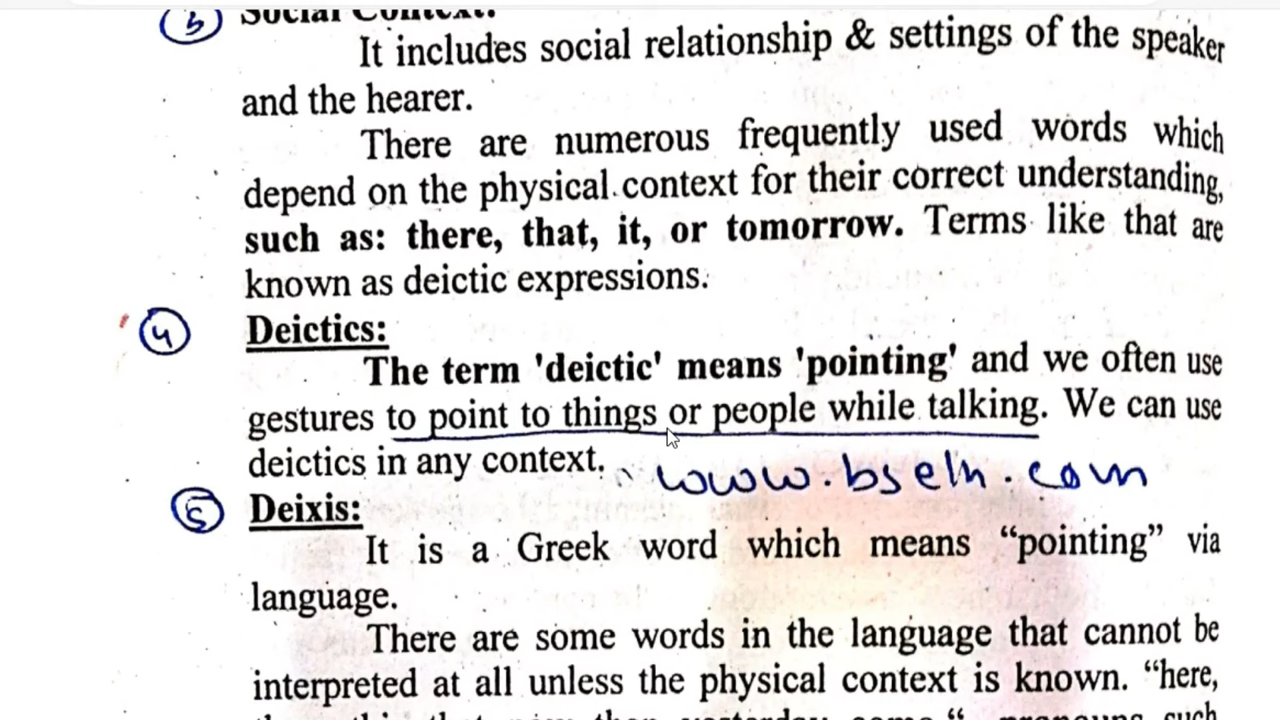 3 Social Context:
It includes social relationship & settings of the speaker
and the hearer.
There are numerous frequently used words which
depend on the physical context for their correct understanding,
such as: there, that, it, or tomorrow. Terms like that are
known as deictic expressions.
4 Deictics:
The term 'deictic' means 'pointing' and we often use
gestures to point to things or people while talking. We can use
deictics in any context. www.bseln.com
5 Deixis:
It is a Greek word which means “pointing” via
language.
There are some words in the language that cannot be
interpreted at all unless the physical context is known. “here,